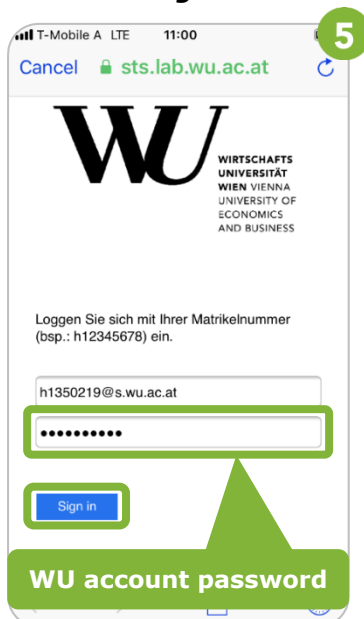 5
T-Mobile A LTE 11:00
Cancel sts.lab.wu.ac.at
WU
WIRTSCHAFTS
UNIVERSITÄT
WIEN VIENNA
UNIVERSITY OF
ECONOMICS
AND BUSINESS
Loggen Sie sich mit Ihrer Matrikelnummer
(bsp.: h12345678) ein.
h1350219@s.wu.ac.at
••••••••••
Sign in
WU account password